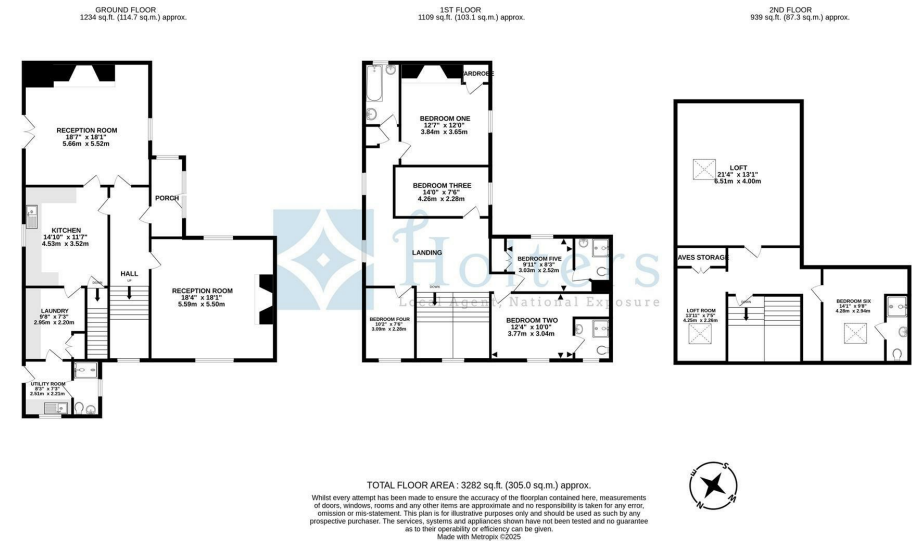 GROUND FLOOR
1234 sq.ft. (114.7 sq.m.) approx.
1ST FLOOR
1109 sq.ft. (103.1 sq.m.) approx.
2ND FLOOR
939 sq.ft. (87.3 sq.m.) approx.
RECEPTION ROOM
18'7" x 18'1"
5.66m x 5.52m
PORCH
KITCHEN
14'10" x 11'7"
4.53m x 3.52m
HALL
UP
DOWN
RECEPTION ROOM
18'4" x 18'1"
5.59m x 5.50m
LAUNDRY
9'8" x 7'3"
2.95m x 2.20m
UTILITY ROOM
8'3" x 7'3"
2.51m x 2.21m
ARDROBE
BEDROOM ONE
12'7" x 12'0"
3.84m x 3.65m
BEDROOM THREE
14'0" x 7'6"
4.26m x 2.28m
LANDING
DOWN
BEDROOM FIVE
9'11" x 8'3"
3.03m x 2.52m
BEDROOM FOUR
10'2" x 7'6"
3.09m x 2.28m
BEDROOM TWO
12'4" x 10'0"
3.77m x 3.04m
LOFT
21'4" x 13'1"
6.51m x 4.00m
AVES STORAGE
LOFT ROOM
13'11" x 7'5"
4.25m x 2.26m
DOWN
BEDROOM SIX
14'1" x 9'8"
4.28m x 2.94m
Holters
Local Agent, National Exposure
TOTAL FLOOR AREA : 3282 sq.ft. (305.0 sq.m.) approx.
Whilst every attempt has been made to ensure the accuracy of the floorplan contained here, measurements
of doors, windows, rooms and any other items are approximate and no responsibility is taken for any error,
omission or mis-statement. This plan is for illustrative purposes only and should be used as such by any
prospective purchaser. The services, systems and appliances shown have not been tested and no guarantee
as to their operability or efficiency can be given.
Made with Metropix ©2025
S
E
W
N